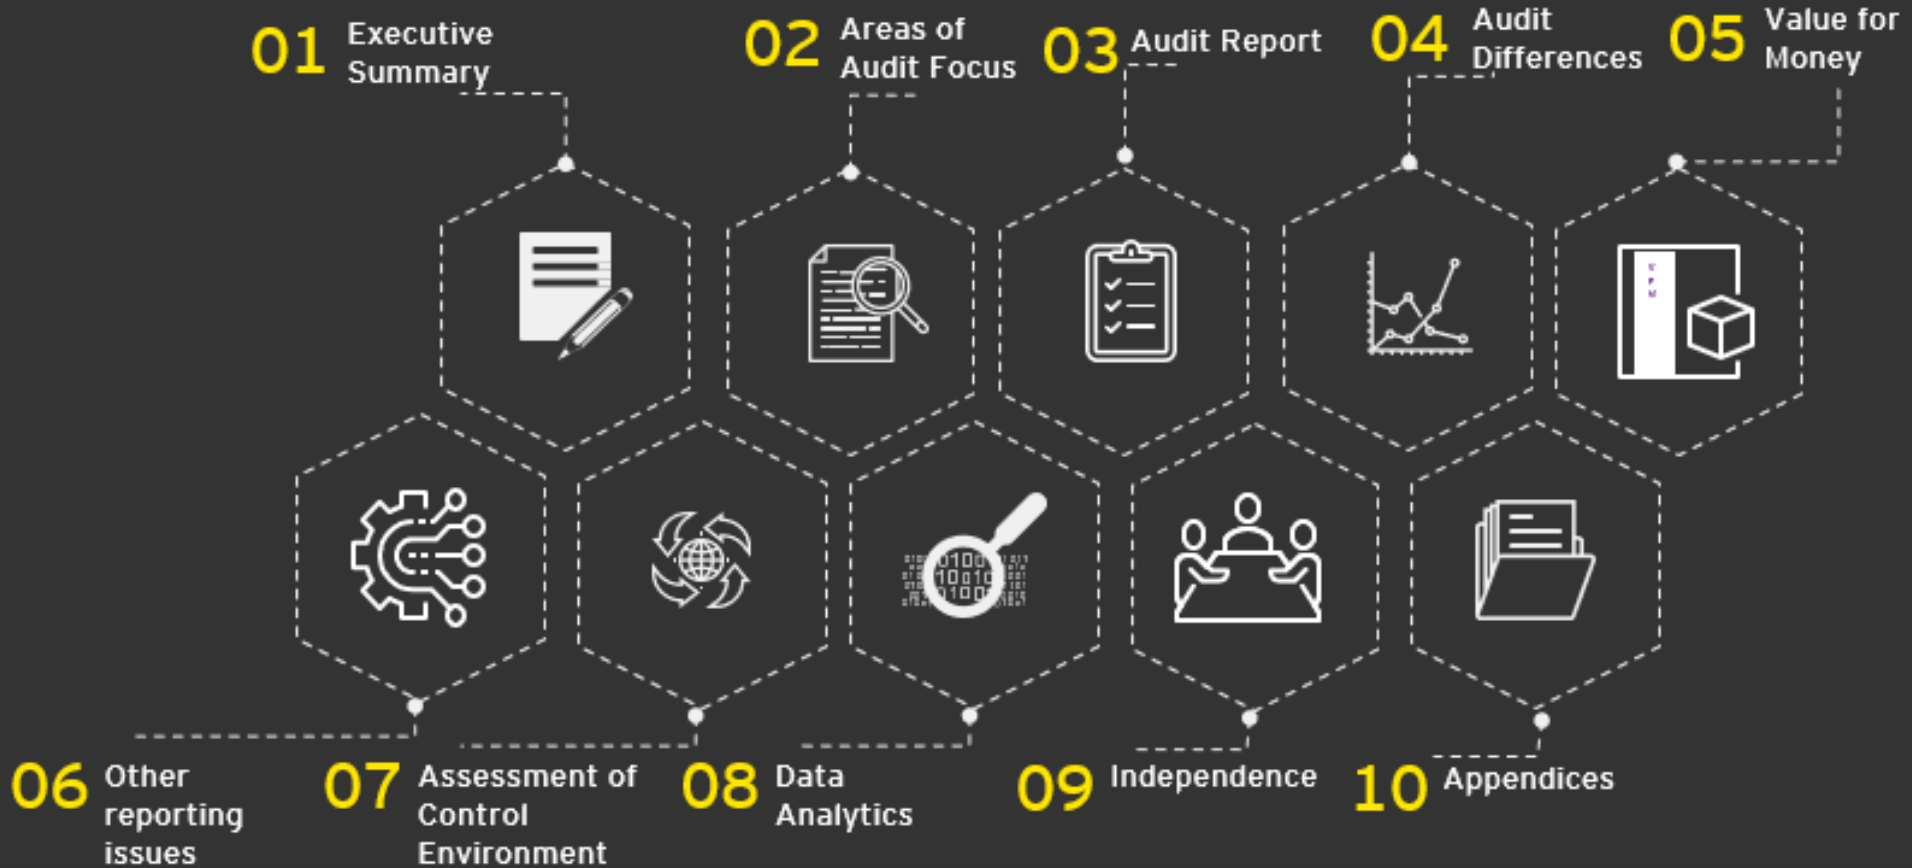 01 Executive
Summary
02 Areas of
Audit Focus
03 Audit Report
04 Audit
Differences
05 Value for
Money
06 Other
reporting
issues
07 Assessment of
Control
Environment
08 Data
Analytics
09 Independence
10 Appendices